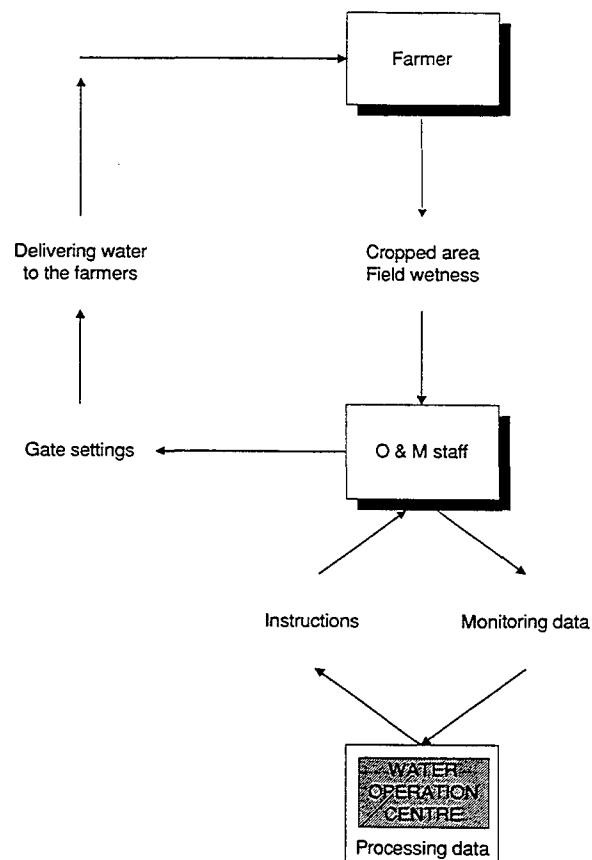 Farmer
Delivering water
to the farmers
Cropped area
Field wetness
Gate settings
O & M staff
Instructions
Monitoring data
WATER
OPERATION
CENTRE
Processing data